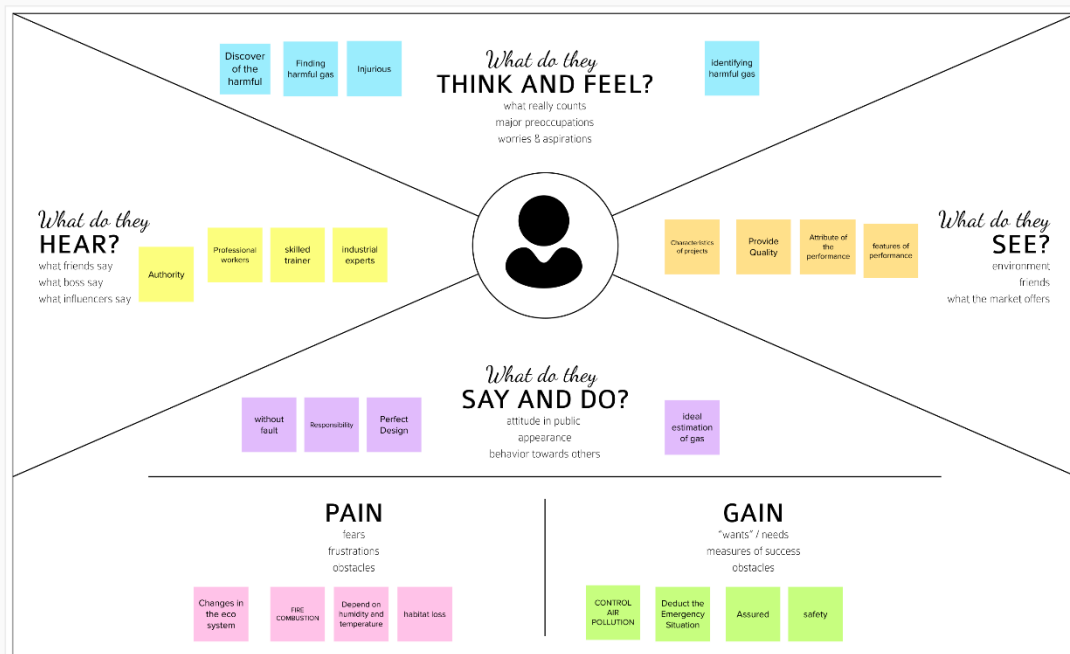 What do they
THINK AND FEEL?
what really counts
major preoccupations
worries & aspirations
Discover
of the
harmful
Finding
harmful gas
Injurious
identifying
harmful gas
What do they
HEAR?
what friends say
what boss say
what influencers say
Authority
Professional
workers
skilled
trainer
industrial
experts
Characteristics
of projects
Provide
Quality
Attribute of
the
performance
features of
performance
What do they
SEE?
environment
friends
what the market offers
What do they
SAY AND DO?
attitude in public
appearance
behavior towards others
without
fault
Responsibility
Perfect
Design
ideal
estimation
of gas
PAIN
fears
frustrations
obstacles
Changes in
the eco
system
FIRE
COMBUSTION
Depend on
humidity and
temperature
habitat loss
GAIN
"wants" / needs
measures of success
obstacles
CONTROL
AIR
POLLUTION
Deduct the
Emergency
Situation
Assured
safety